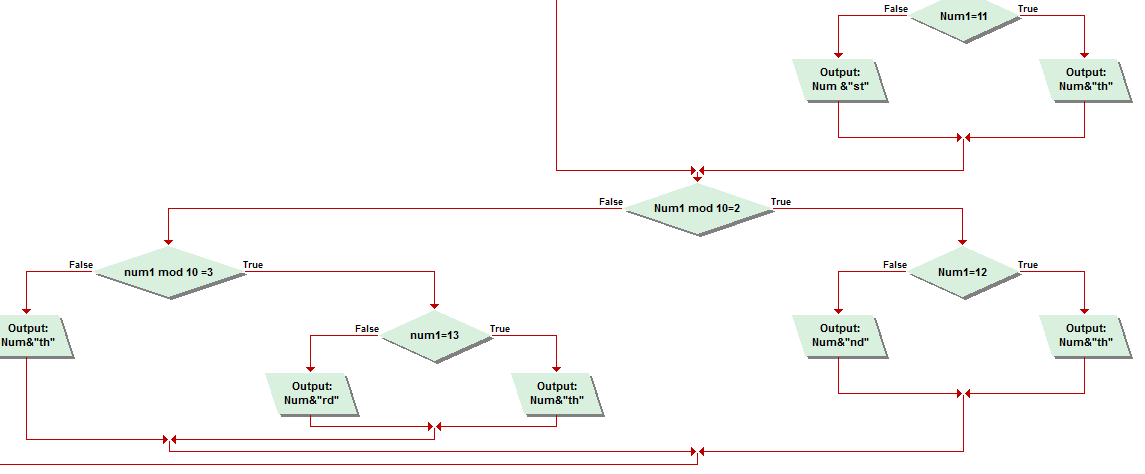 False
Num1=11
True
Output:
Num &"st"
Output:
Num&"th"
False
Num1 mod 10=2
True
False
num1 mod 10 =3
True
False
Num1=12
True
Output:
Num&"th"
False
num1=13
True
Output:
Num&"nd"
Output:
Num&"th"
Output:
Num&"rd"
Output:
Num&"th"